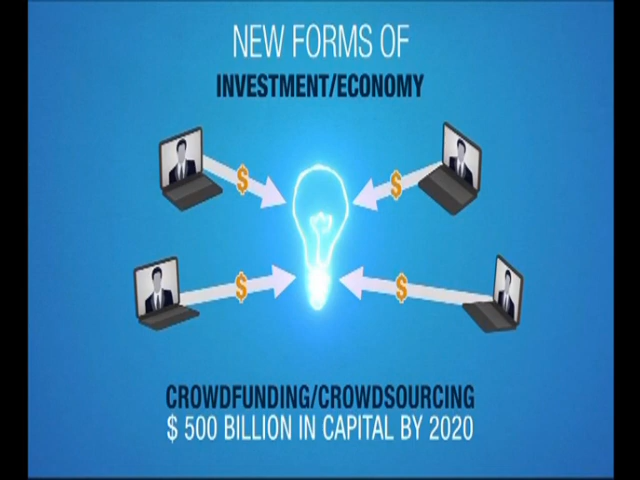 NEW FORMS OF
INVESTMENT/ECONOMY
$ $
$ $
CROWDFUNDING/CROWDSOURCING
$ 500 BILLION IN CAPITAL BY 2020